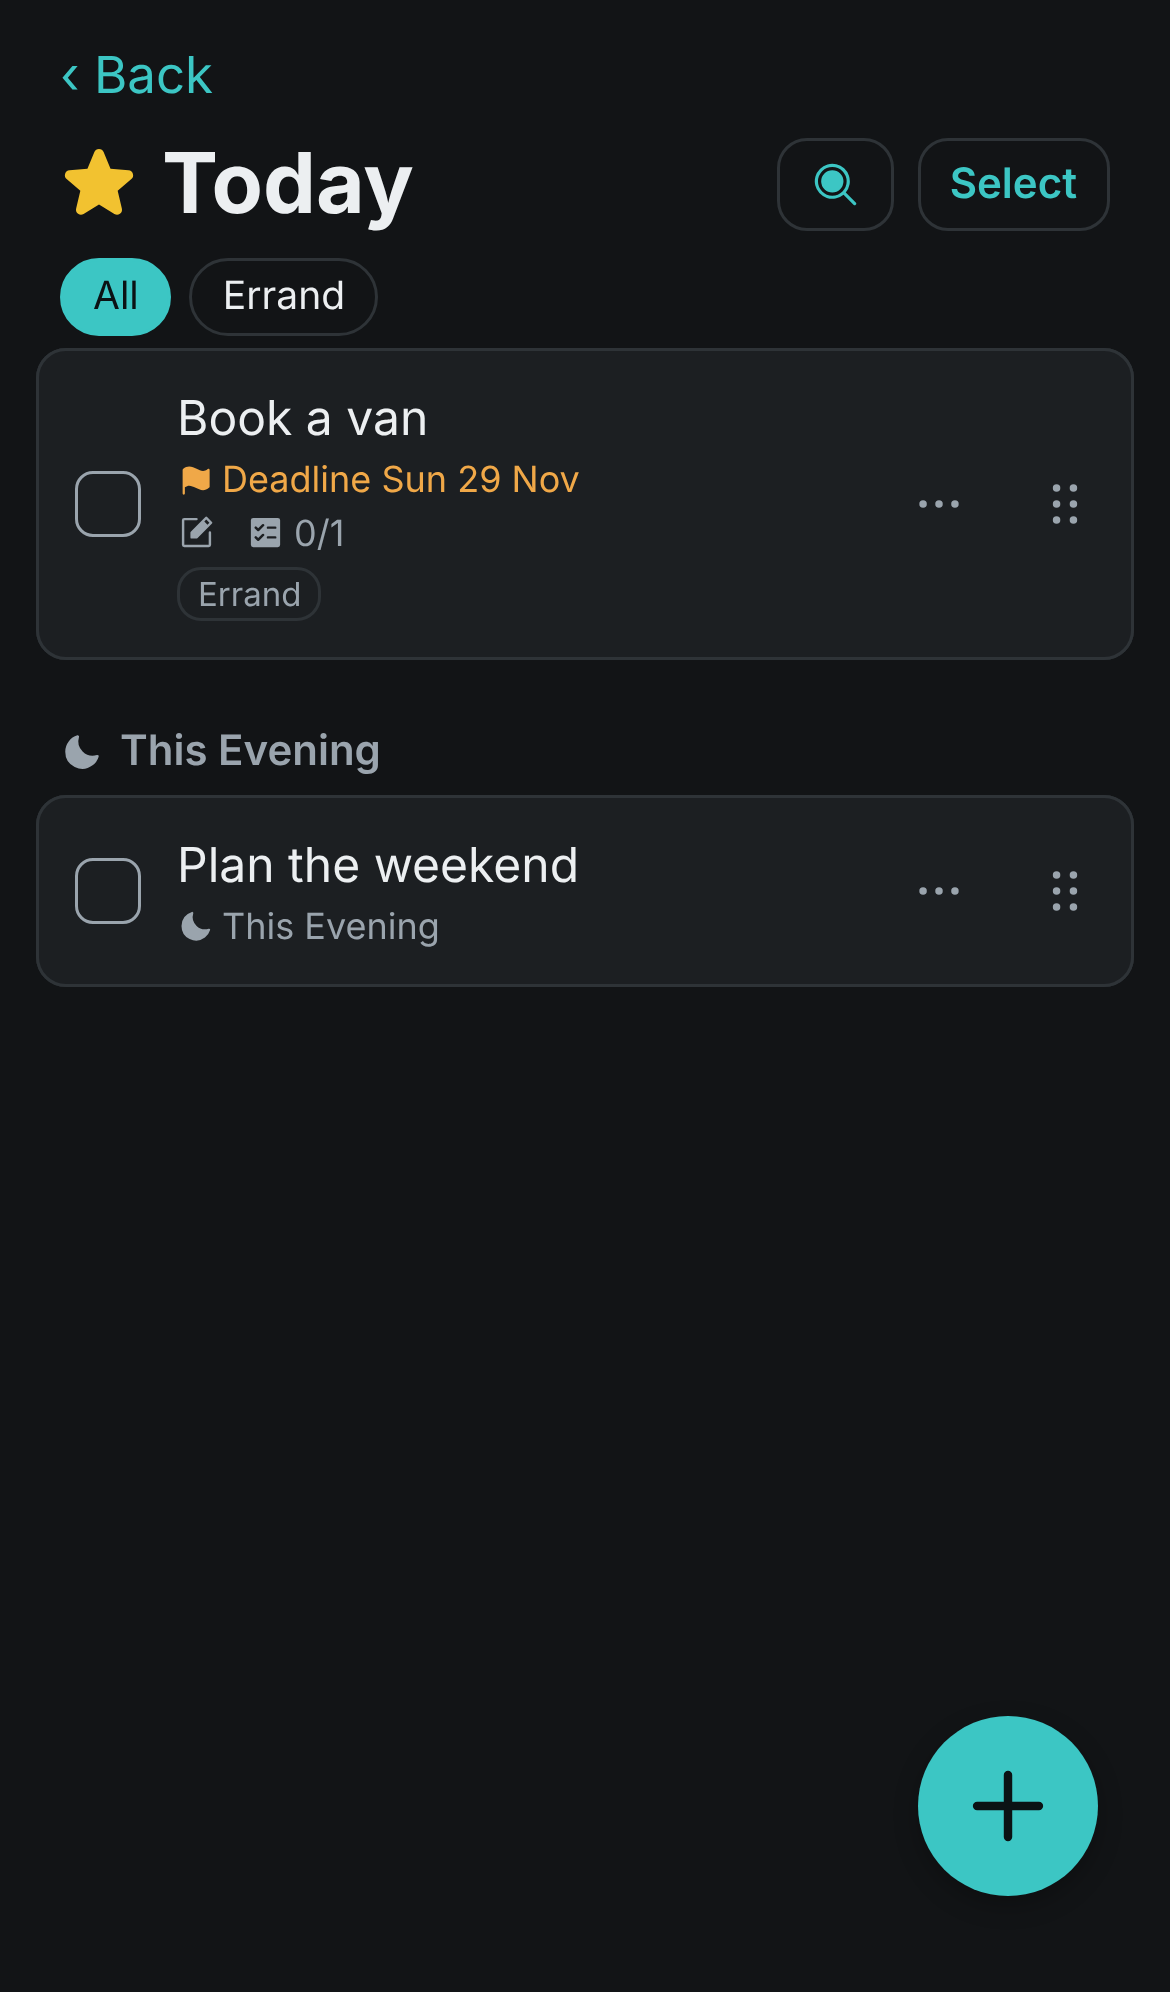 ‹ Back
Today
Select
All
Errand
Book a van
Deadline Sun 29 Nov
0/1
Errand
This Evening
Plan the weekend
This Evening